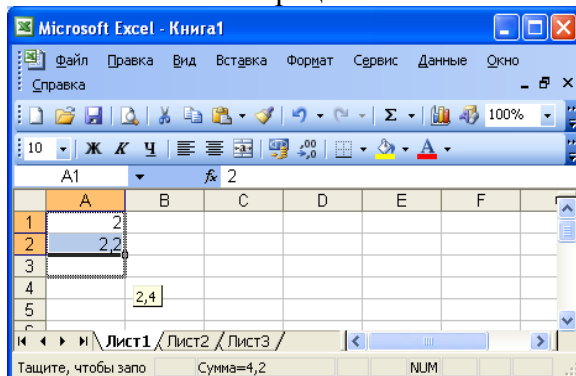 Microsoft Excel - Книга1
Файл Правка Вид Вставка Формат Сервис Данные Окно
Справка
Σ 100%
10 Ж К Ч A
A1 fx 2
A B C D E F
1 2
2 2,2
3
4 2,4
5
Лист1 Лист2 Лист3
Тащите, чтобы запо Сумма=4,2 NUM